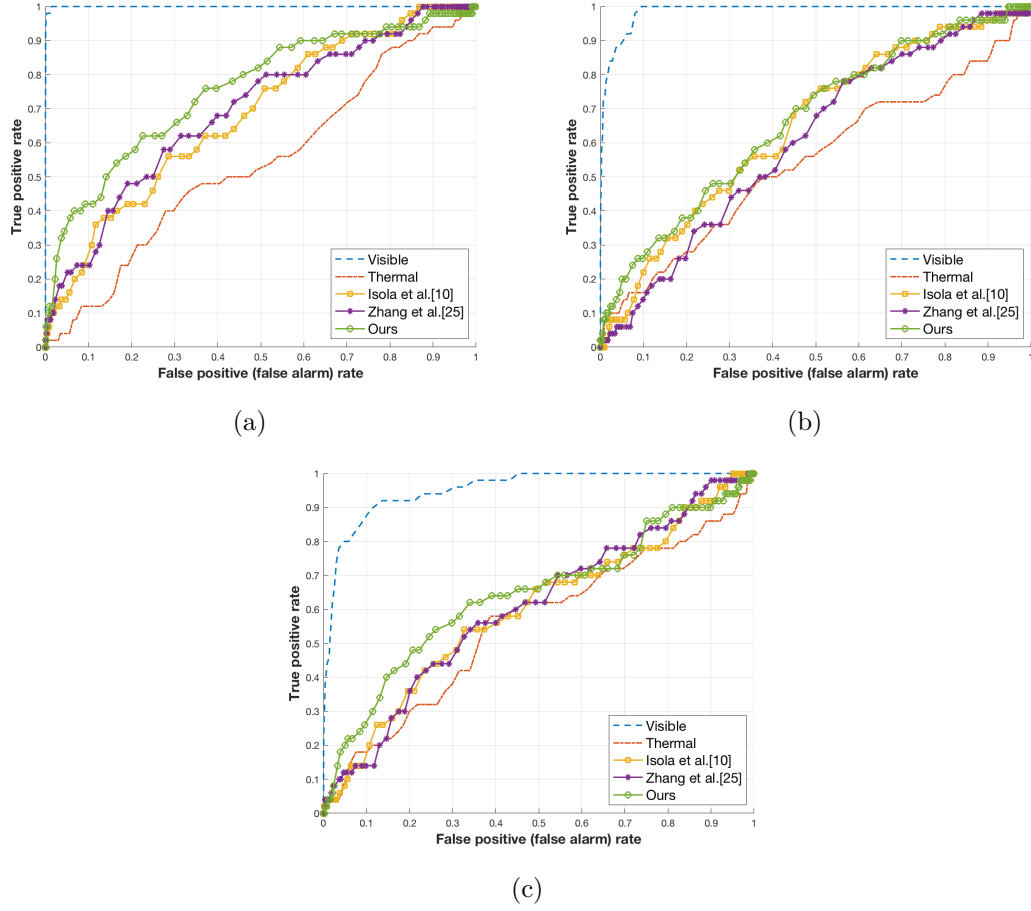 1
0.9
0.8
0.7
0.6
0.5
0.4
0.3
0.2
0.1
0
True positive rate
0 0.1 0.2 0.3 0.4 0.5 0.6 0.7 0.8 0.9 1
False positive (false alarm) rate
Visible
Thermal
Isola et al.[10]
Zhang et al.[25]
Ours
(a)
1
0.9
0.8
0.7
0.6
0.5
0.4
0.3
0.2
0.1
0
True positive rate
0 0.1 0.2 0.3 0.4 0.5 0.6 0.7 0.8 0.9 1
False positive (false alarm) rate
Visible
Thermal
Isola et al.[10]
Zhang et al.[25]
Ours
(b)
1
0.9
0.8
0.7
0.6
0.5
0.4
0.3
0.2
0.1
0
True positive rate
0 0.1 0.2 0.3 0.4 0.5 0.6 0.7 0.8 0.9 1
False positive (false alarm) rate
Visible
Thermal
Isola et al.[10]
Zhang et al.[25]
Ours
(c)